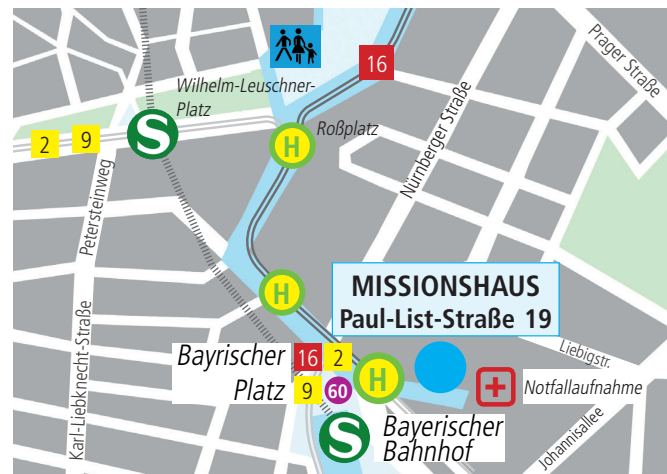 Prager Straße
16
Wilhelm-Leuschner-
Platz
Nürnberger Straße
S
Roßplatz
2 9
H
Petersteinweg
H
MISSIONSHAUS
Paul-List-Straße 19
Karl-Liebknecht-Straße
Liebigstr.
Bayrischer 16 2
Platz 9 60
H
Notfallaufnahme
S
Bayerischer
Bahnhof
Johannisallee